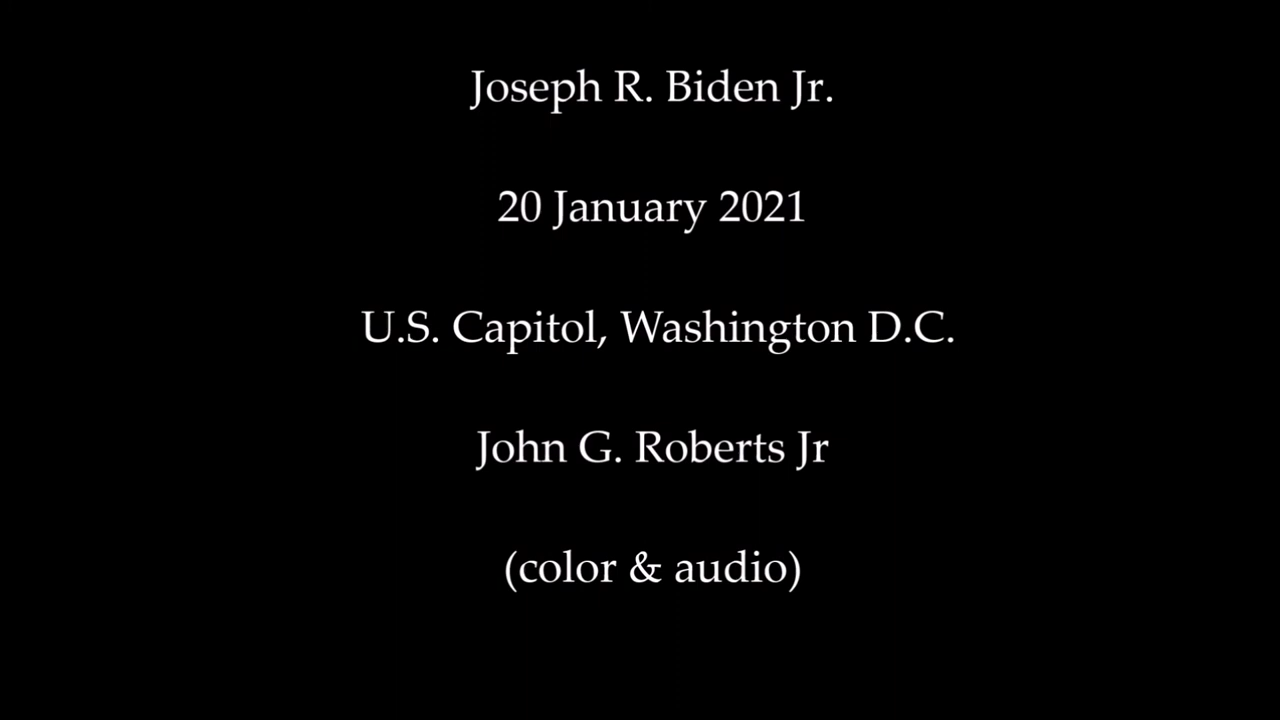 Joseph R. Biden Jr.
20 January 2021
U.S. Capitol, Washington D.C.
John G. Roberts Jr
(color & audio)